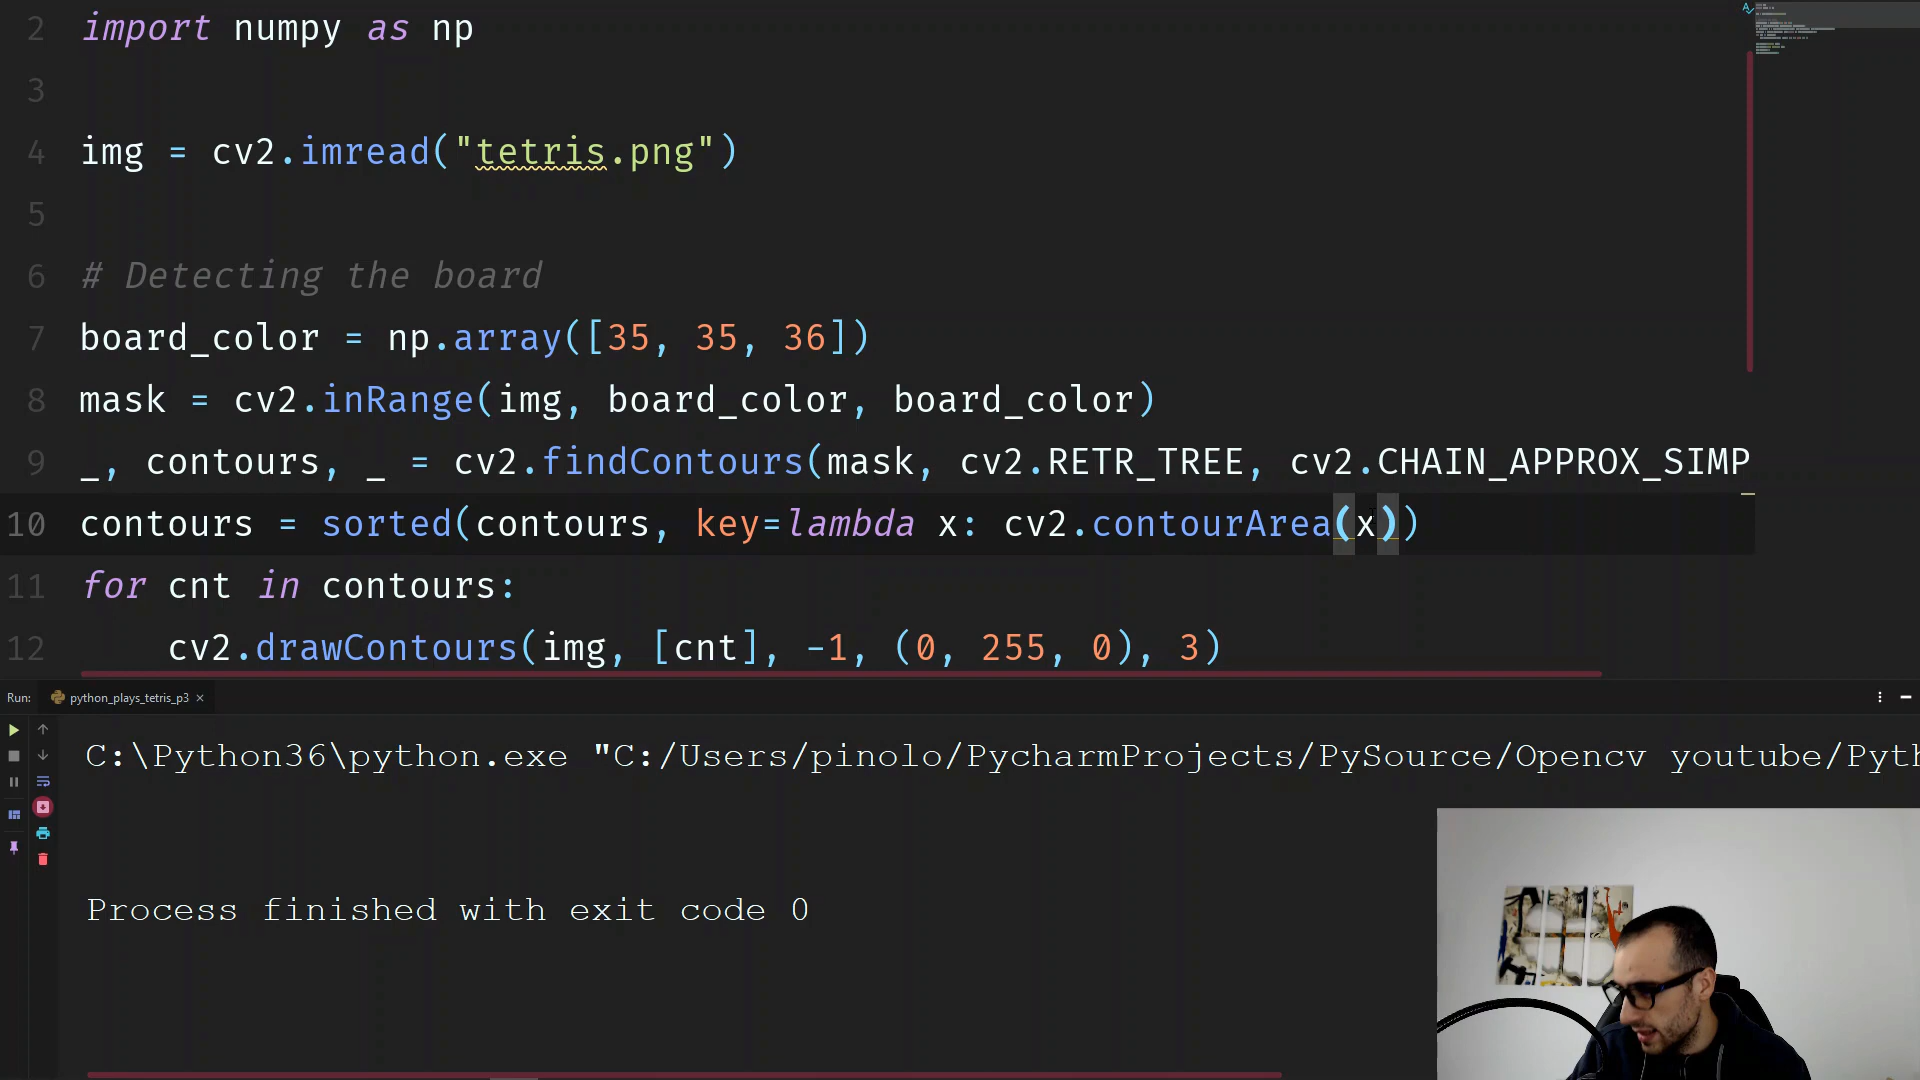 2 import numpy as np
3
4 img = cv2.imread("tetris.png")
5
6 # Detecting the board
7 board_color = np.array([35, 35, 36])
8 mask = cv2.inRange(img, board_color, board_color)
9 _, contours, _ = cv2.findContours(mask, cv2.RETR_TREE, cv2.CHAIN_APPROX_SIMP
10 contours = sorted(contours, key=lambda x: cv2.contourArea(x))
11 for cnt in contours:
12 cv2.drawContours(img, [cnt], -1, (0, 255, 0), 3)
Run: python_plays_tetris_p3 ×
C:\Python36\python.exe "C:/Users/pinolo/PycharmProjects/PySource/Opencv youtube/Pyth
Process finished with exit code 0